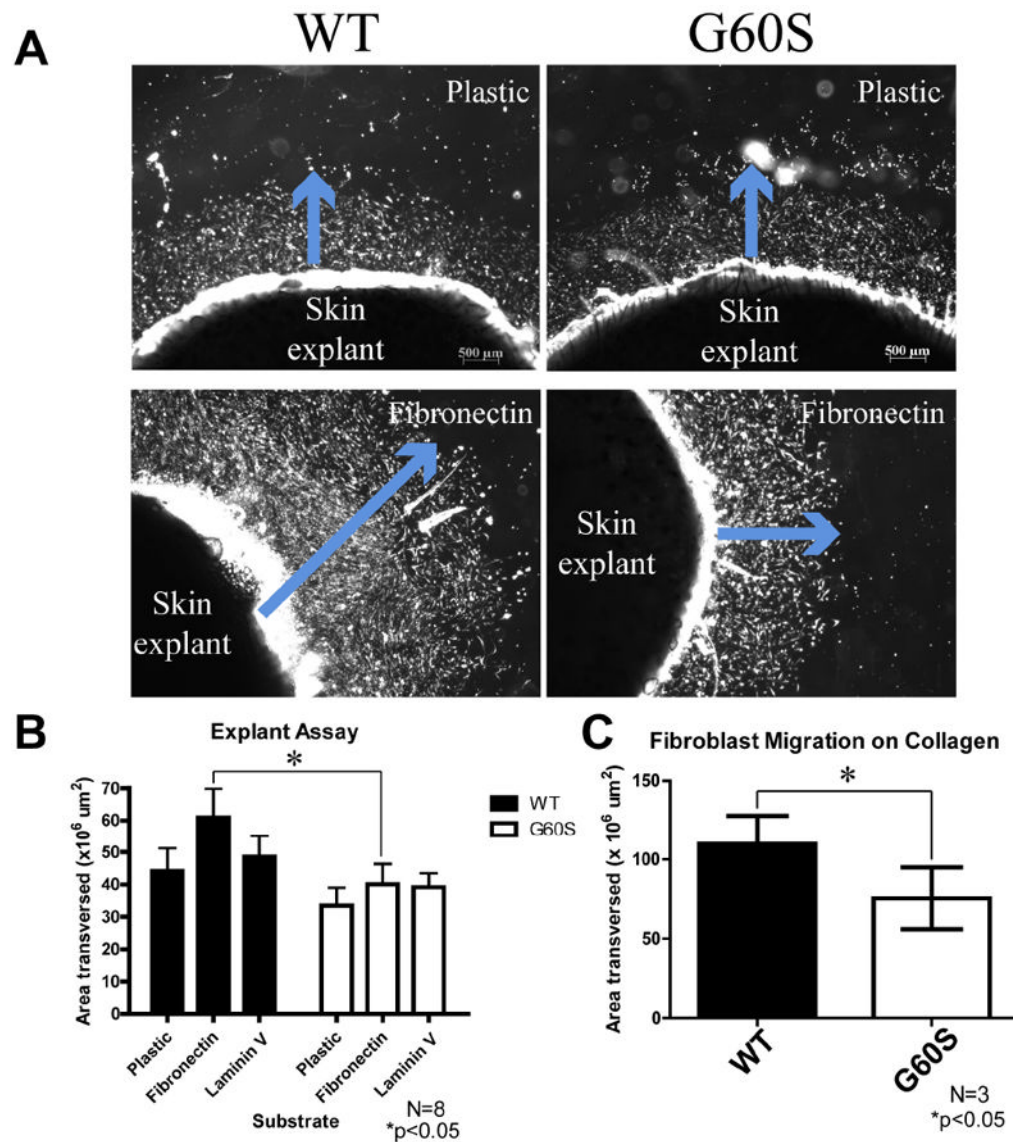 WT
G60S
A
Plastic
Plastic
Skin
explant
500 µm
Skin
explant
500 µm
Fibronectin
Fibronectin
Skin
explant
Skin
explant
B
Explant Assay
*
Area transversed (x10⁶ um²)
70
60
50
40
30
20
10
0
Plastic
Fibronectin
Laminin V
Plastic
Fibronectin
Laminin V
Substrate
N=8
*p<0.05
WT
G60S
C
Fibroblast Migration on Collagen
*
Area transversed (x 10⁶ um²)
150
100
50
0
WT
G60S
N=3
*p<0.05